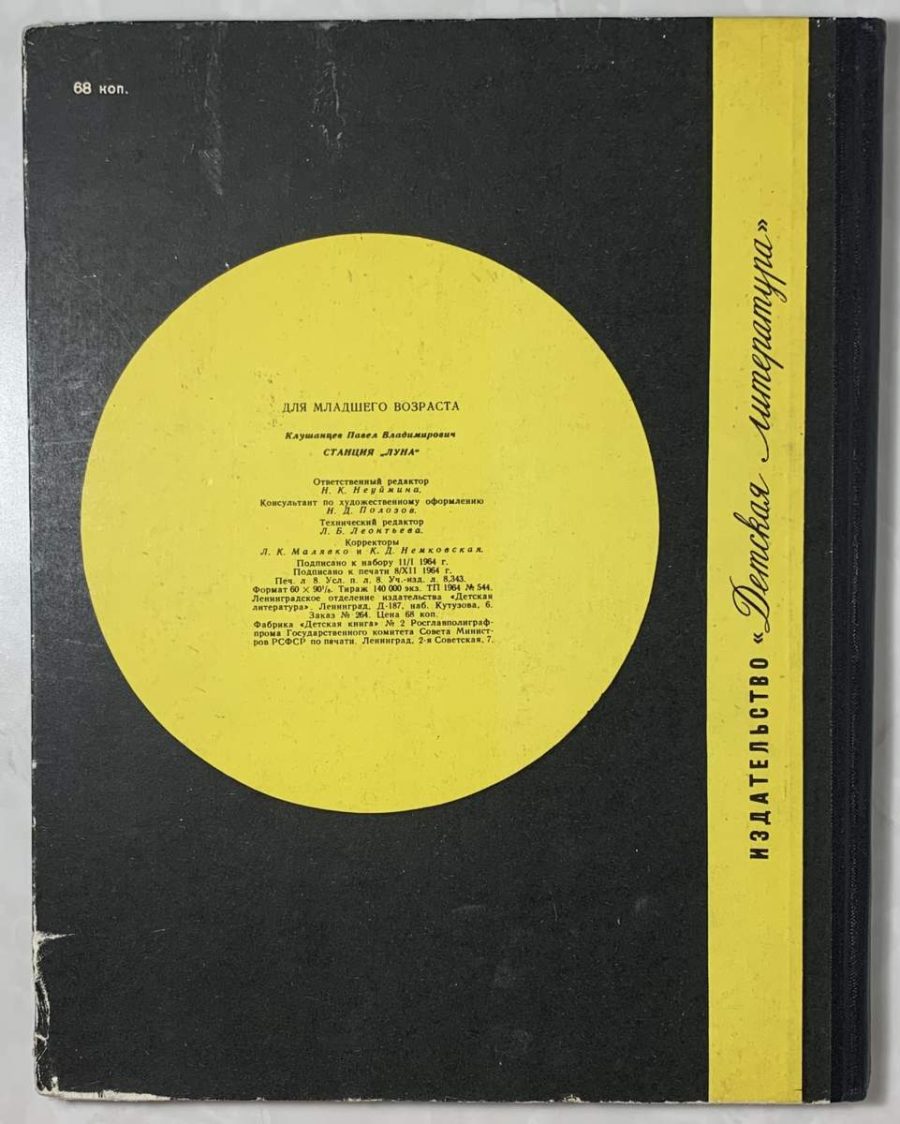 68 коп.
ДЛЯ МЛАДШЕГО ВОЗРАСТА
Клушанцев Павел Владимирович
СТАНЦИЯ „ЛУНА“
Ответственный редактор
Н. К. Неуймина.
Консультант по художественному оформлению
Н. Д. Полозов.
Технический редактор
Л. Б. Леонтьева.
Корректоры
Л. К. Малявко и К. Д. Немковская.
Подписано к набору 11/I 1964 г.
Подписано к печати 8/XII 1964 г.
Печ. л 8. Усл. п. л. 8. Уч.-изд. л. 8,343.
Формат 60 × 90⅛. Тираж 140 000 экз. ТП 1964 № 544.
Ленинградское отделение издательства «Детская
литература». Ленинград, Д-187, наб. Кутузова, 6.
Заказ № 264. Цена 68 коп.
Фабрика «Детская книга» № 2 Росглавполиграф-
прома Государственного комитета Совета Минист-
ров РСФСР по печати. Ленинград, 2-я Советская, 7.
ИЗДАТЕЛЬСТВО «Детская литература»